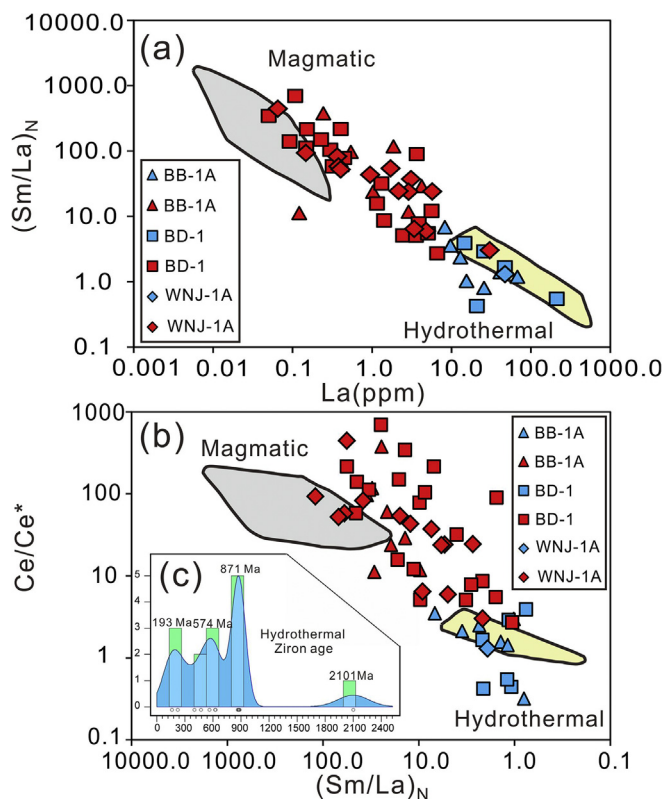 (a)
Magmatic
10000.0
1000.0
100.0
10.0
1.0
0.1
(Sm/La)N
BB-1A
BB-1A
BD-1
BD-1
WNJ-1A
WNJ-1A
Hydrothermal
0.001 0.01 0.1 1.0 10.0 100.0 1000.0
La(ppm)
(b)
Magmatic
1000
100
10
1
0.1
Ce/Ce*
BB-1A
BB-1A
BD-1
BD-1
WNJ-1A
WNJ-1A
(c)
871 Ma
193 Ma
574 Ma
2101Ma
Hydrothermal
Ziron age
5
4
3
2
1
0
0 300 600 900 1200 1500 1800 2100 2400
Hydrothermal
10000.0 1000.0 100.0 10.0 1.0 0.1
(Sm/La)N